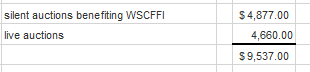 silent auctions benefiting WSCFFI $4,877.00
live auctions 4,660.00
$9,537.00